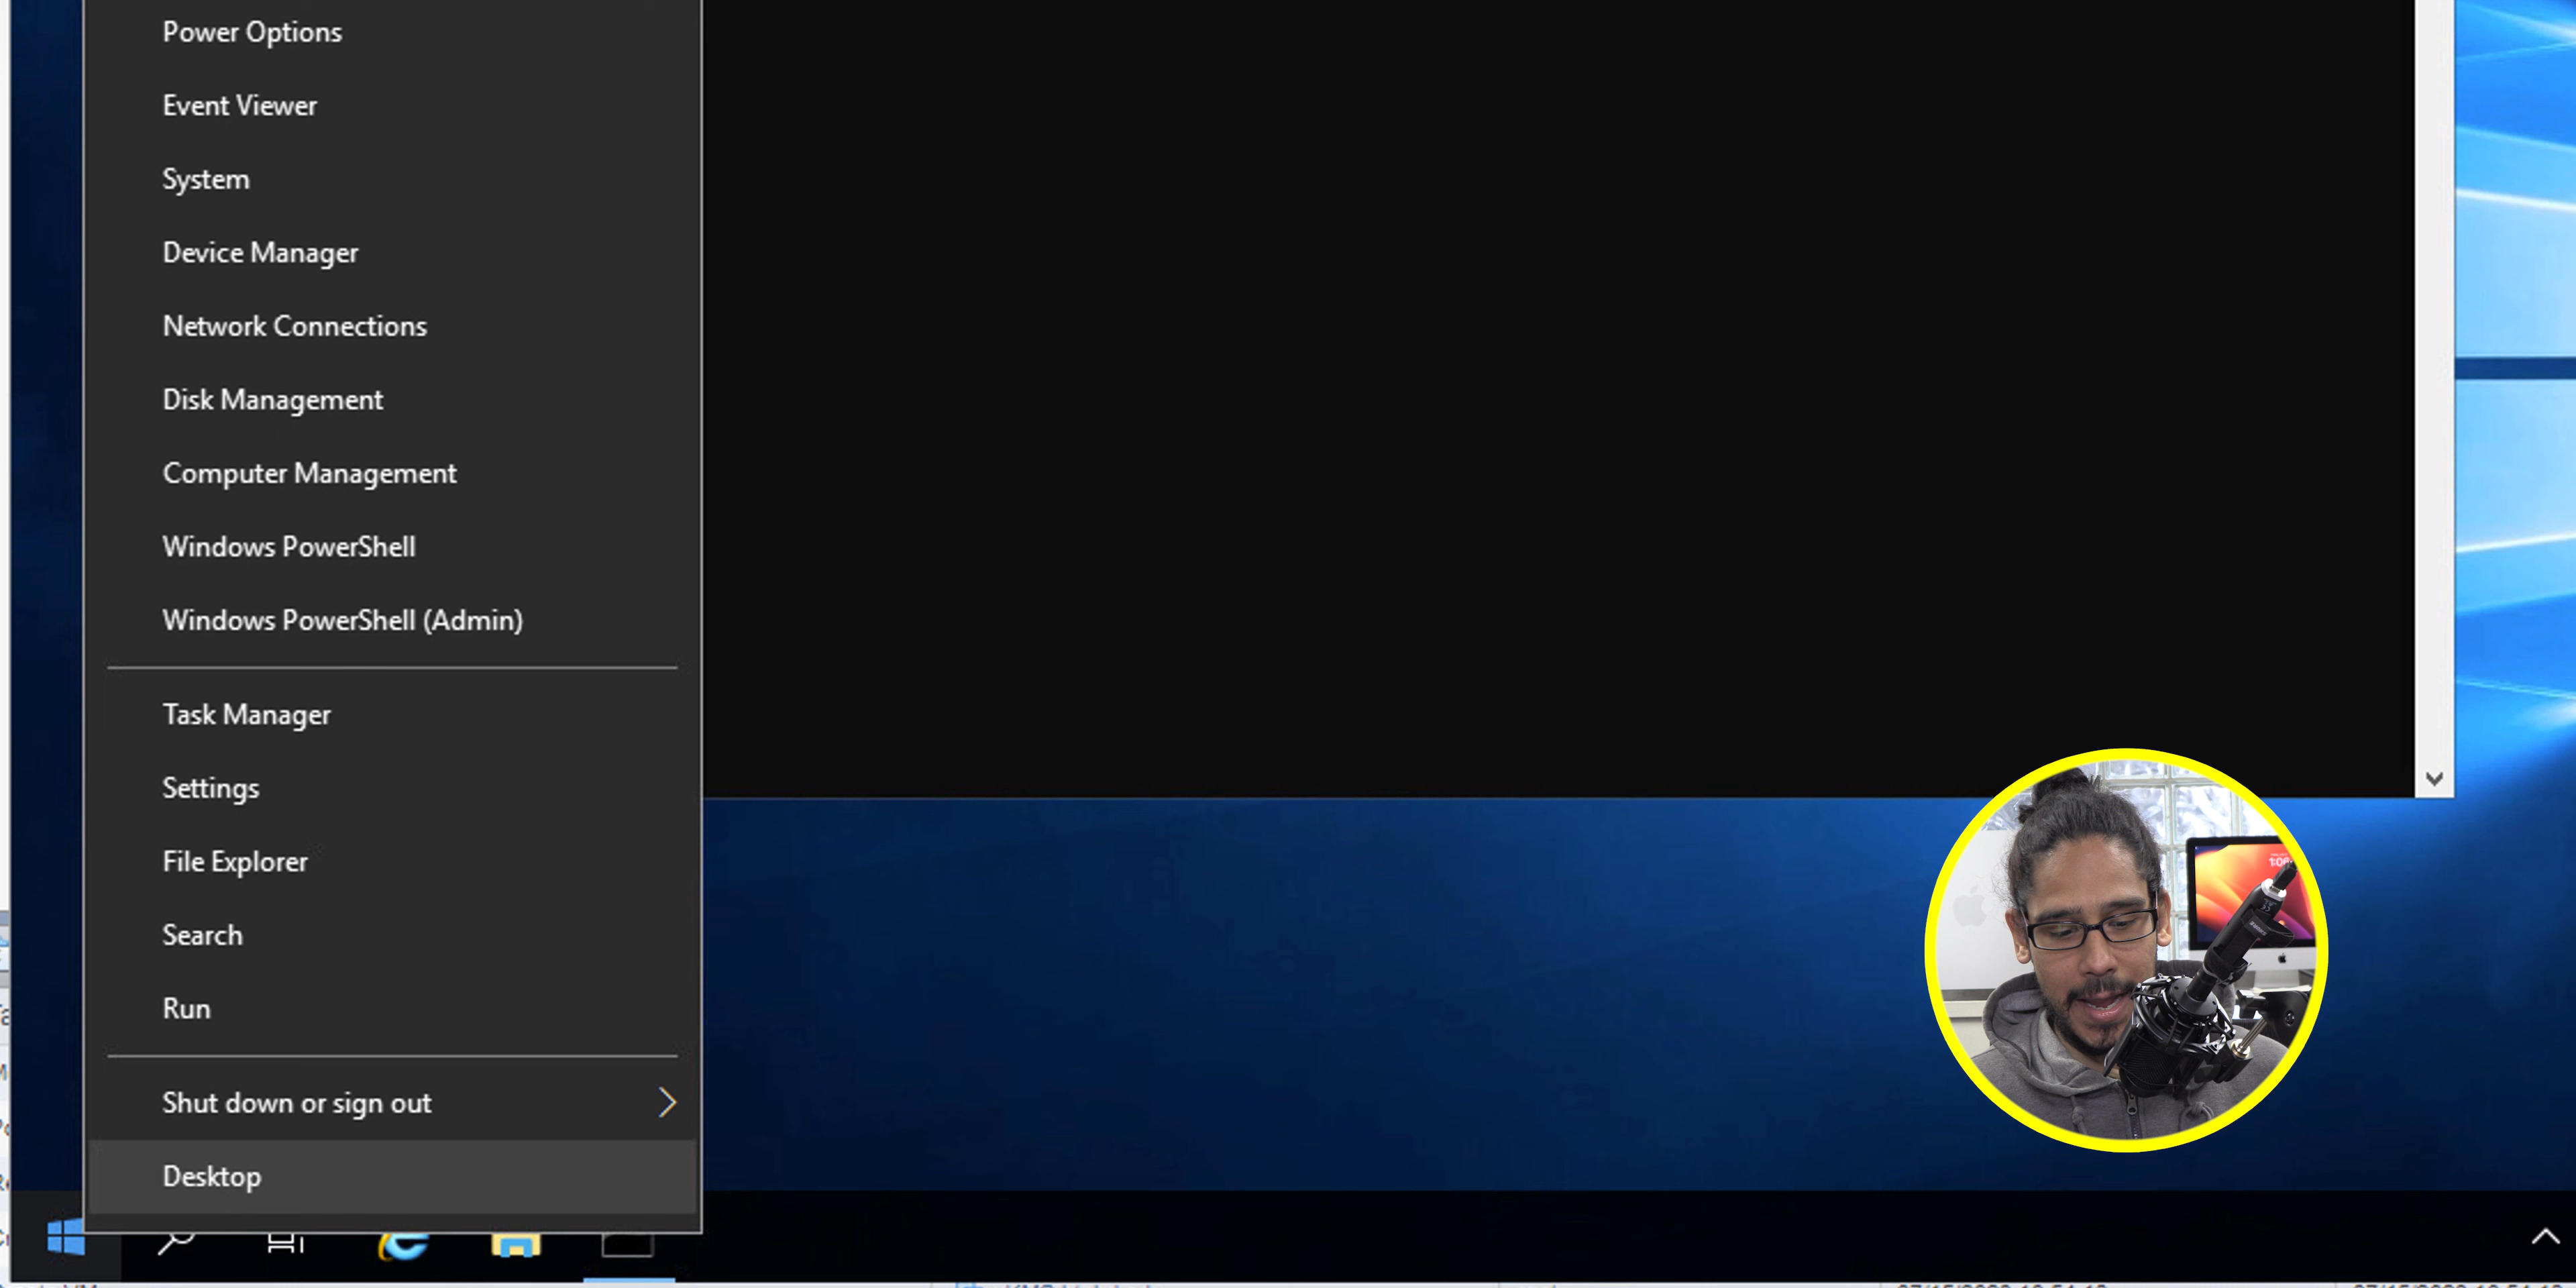 Power Options
Event Viewer
System
Device Manager
Network Connections
Disk Management
Computer Management
Windows PowerShell
Windows PowerShell (Admin)
Task Manager
Settings
File Explorer
Search
Run
Shut down or sign out
Desktop